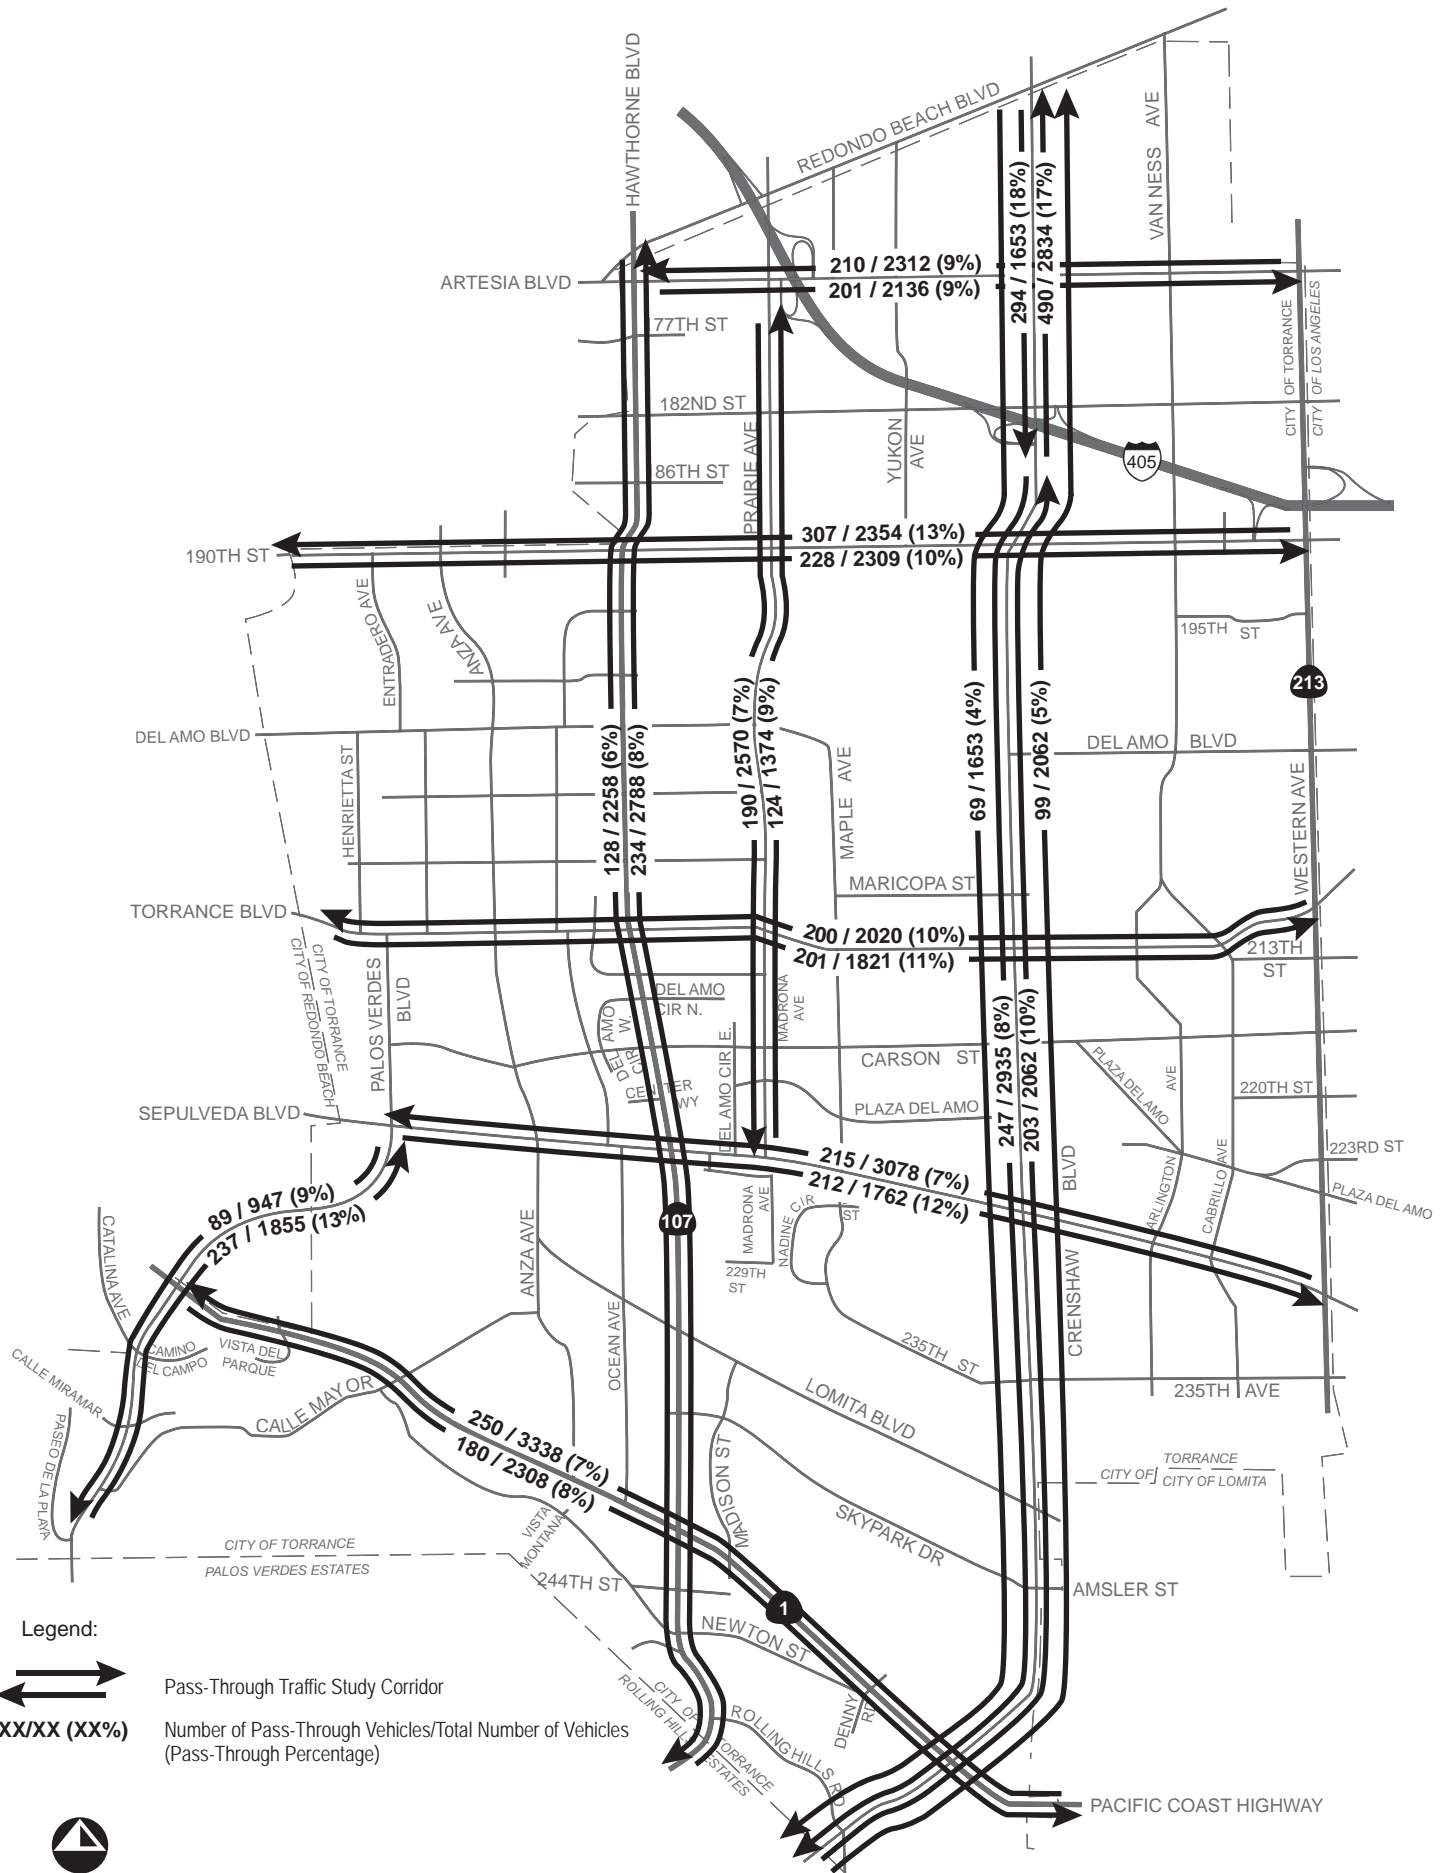 HAWTHORNE BLVD
REDONDO BEACH BLVD
VAN NESS AVE
ARTESIA BLVD
210 / 2312 (9%)
201 / 2136 (9%)
294 / 1653 (18%)
490 / 2834 (17%)
CITY OF TORRANCE
CITY OF LOS ANGELES
77TH ST
182ND ST
PRAIRIE AVE
YUKON
AVE
86TH ST
405
190TH ST
307 / 2354 (13%)
228 / 2309 (10%)
ENTRADERO AVE
ANZA AVE
195TH ST
213
DEL AMO BLVD
HENRIETTA ST
128 / 2258 (6%)
234 / 2788 (8%)
190 / 2570 (7%)
124 / 1374 (9%)
MAPLE AVE
69 / 1653 (4%)
99 / 2062 (5%)
DEL AMO BLVD
WESTERN AVE
MARICOPA ST
TORRANCE BLVD
200 / 2020 (10%)
201 / 1821 (11%)
213TH
ST
CITY OF TORRANCE
CITY OF REDONDO BEACH
PALOS VERDES
BLVD
DEL AMO
CIR N.
DEL AMO
CIR W.
MADRONA
AVE
DEL AMO CIR E.
CENTER
WY
CARSON ST
247 / 2935 (8%)
203 / 2062 (10%)
PLAZA DEL AMO
AVE
220TH ST
SEPULVEDA BLVD
PLAZA DEL AMO
223RD ST
215 / 3078 (7%)
212 / 1762 (12%)
BLVD
ARLINGTON
CABRILLO AVE
PLAZA DEL AMO
89 / 947 (9%)
237 / 1855 (13%)
CATALINA AVE
107
MADRONA
AVE
NADINE CIR
ST
229TH
ST
ANZA AVE
OCEAN AVE
CRENSHAW
CAMINO
DEL CAMPO
VISTA DEL
PARQUE
CALLE MIRAMAR
CALLE MAYOR
235TH ST
235TH AVE
LOMITA BLVD
PASEO DE LA PLAYA
250 / 3338 (7%)
180 / 2308 (8%)
MADISON ST
TORRANCE
CITY OF
CITY OF LOMITA
SKYPARK DR
VISTA
MONTANA
CITY OF TORRANCE
PALOS VERDES ESTATES
244TH ST
AMSLER ST
1
NEWTON ST
Legend:
Pass-Through Traffic Study Corridor
XX/XX (XX%)
Number of Pass-Through Vehicles/Total Number of Vehicles
(Pass-Through Percentage)
CITY OF TORRANCE
ROLLING HILLS ESTATES
ROLLING HILLS RD
DENNY
RD
PACIFIC COAST HIGHWAY